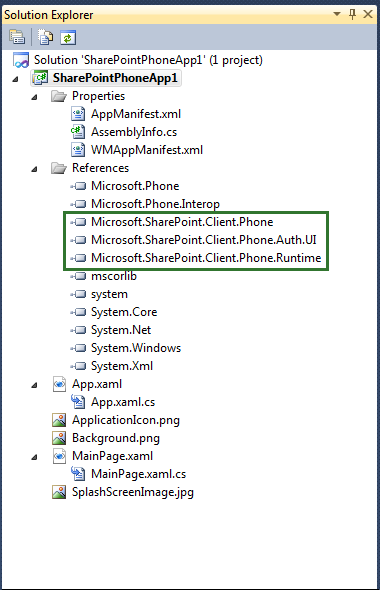 Solution Explorer
Solution 'SharePointPhoneApp1' (1 project)
SharePointPhoneApp1
Properties
AppManifest.xml
AssemblyInfo.cs
WMAppManifest.xml
References
Microsoft.Phone
Microsoft.Phone.Interop
Microsoft.SharePoint.Client.Phone
Microsoft.SharePoint.Client.Phone.Auth.UI
Microsoft.SharePoint.Client.Phone.Runtime
mscorlib
system
System.Core
System.Net
System.Windows
System.Xml
App.xaml
App.xaml.cs
ApplicationIcon.png
Background.png
MainPage.xaml
MainPage.xaml.cs
SplashScreenImage.jpg